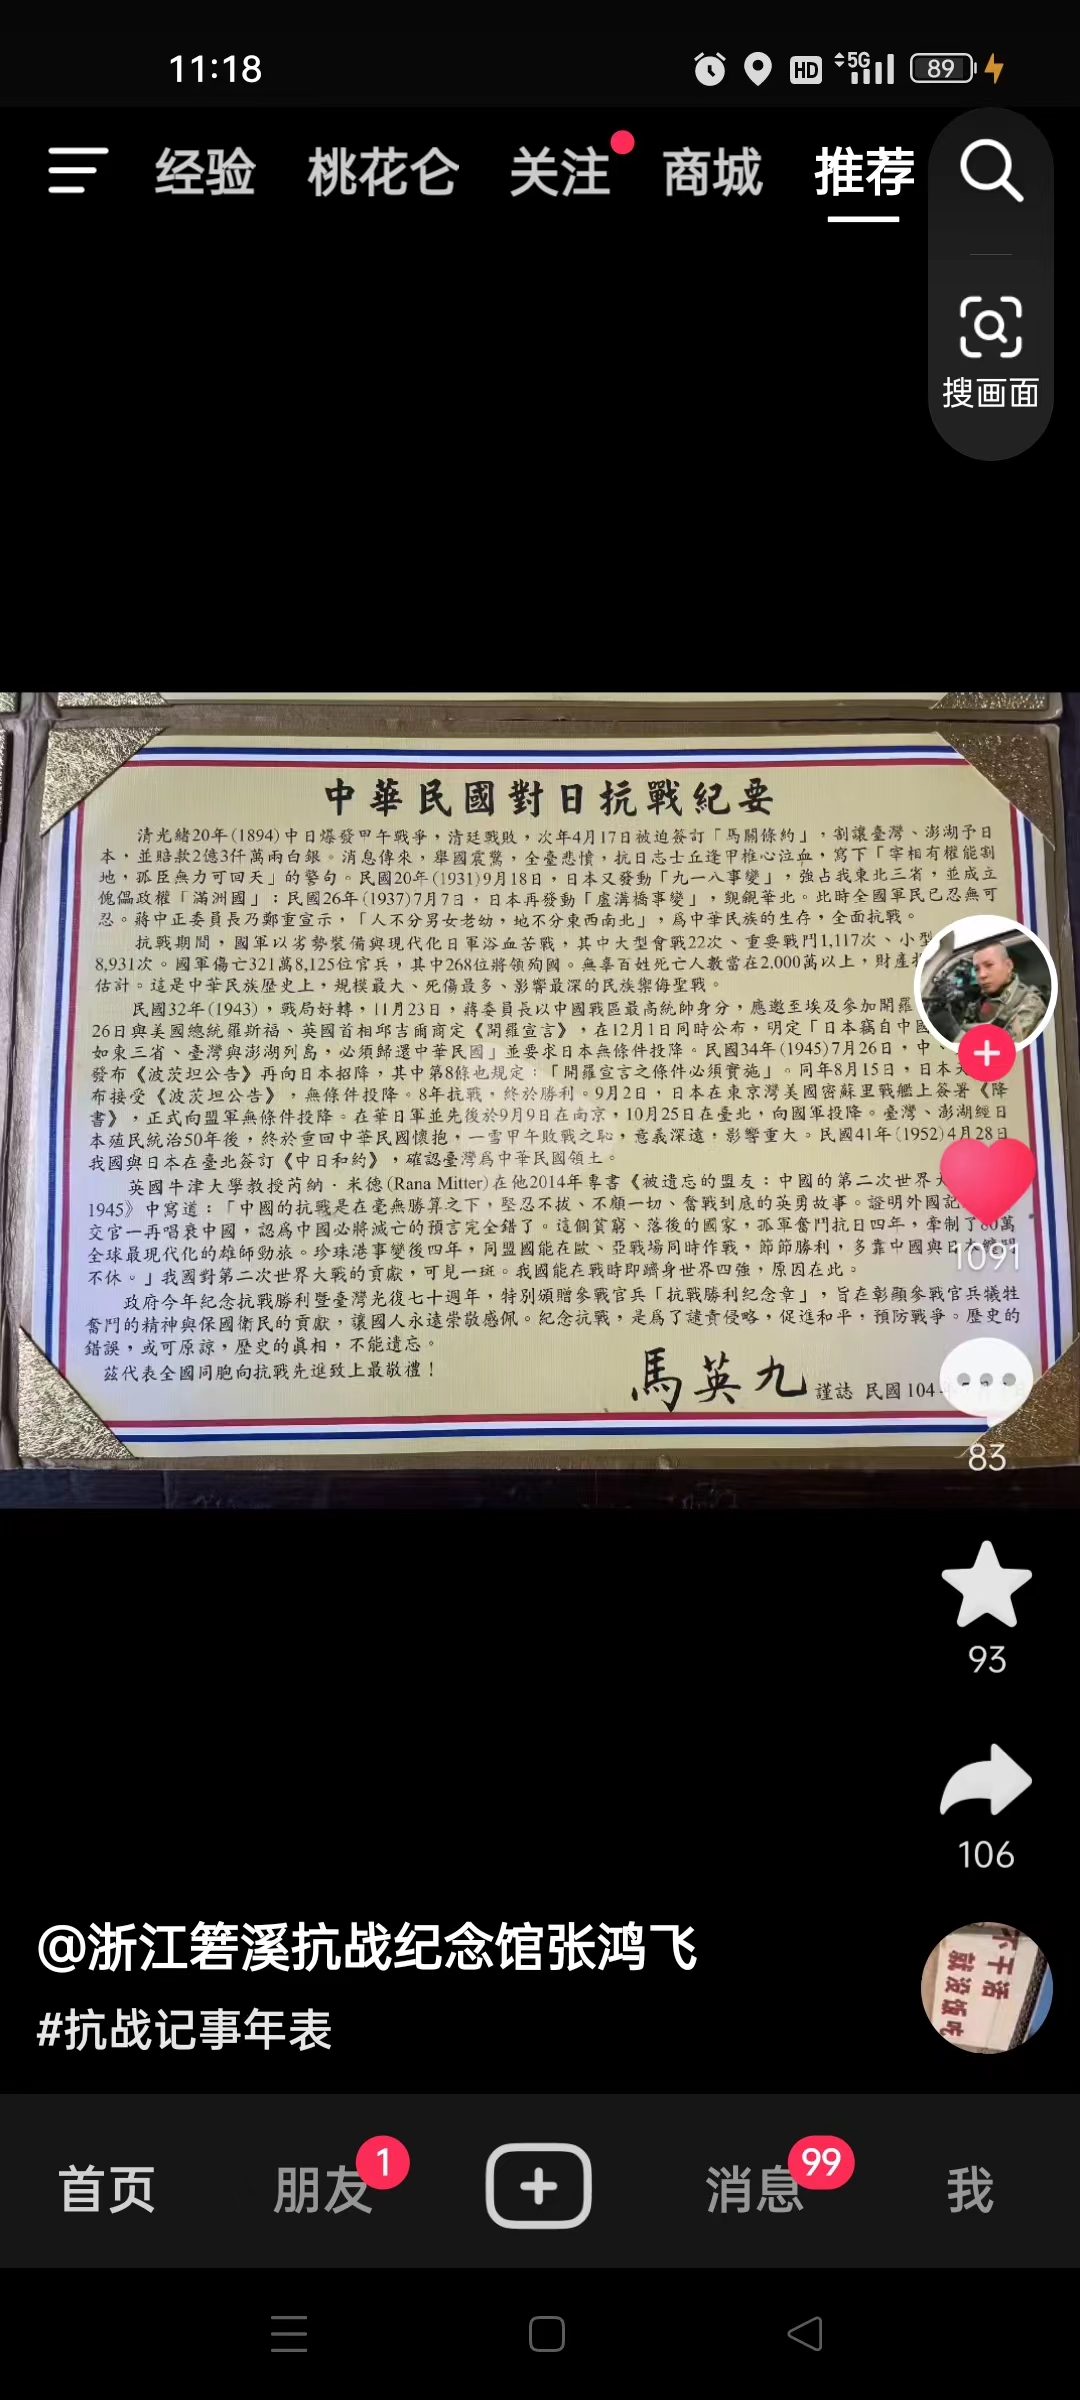 11:18
HD
5G
89
经验
桃花仑
关注
商城
推荐
搜画面
中華民國對日抗戰紀要
清光緒20年(1894)中日爆發甲午戰爭，清廷戰敗，次年4月17日被迫簽訂「馬關條約」，割讓臺灣、澎湖予日
本，並賠款2億3仟萬兩白銀。消息傳來，舉國震驚，全臺悲憤，抗日志士丘逢甲椎心泣血，寫下「宰相有權能割
地，孤臣無力可回天」的警句。民國20年(1931)9月18日，日本又發動「九一八事變」，強占我東北三省，並成立
傀儡政權「滿洲國」；民國26年(1937)7月7日，日本再發動「盧溝橋事變」，覬覦華北。此時全國軍民已忍無可
忍。蔣中正委員長乃鄭重宣示，「人不分男女老幼，地不分東西南北」，爲中華民族的生存，全面抗戰。
抗戰期間，國軍以劣勢裝備與現代化日軍浴血苦戰，其中大型會戰22次、重要戰鬥1,117次、小型
8,931次。國軍傷亡321萬8,125位官兵，其中268位將領殉國。無辜百姓死亡人數當在2,000萬以上，財產
估計。這是中華民族歷史上，規模最大、死傷最多、影響最深的民族禦侮聖戰。
民國32年(1943)，戰局好轉，11月23日，蔣委員長以中國戰區最高統帥身分，應邀至埃及參加開羅
26日與美國總統羅斯福、英國首相邱吉爾商定《開羅宣言》，在12月1日同時公布，明定「日本竊自中國
如東三省、臺灣與澎湖列島，必須歸還中華民國」並要求日本無條件投降。民國34年(1945)7月26日，中
發布《波茨坦公告》再向日本招降，其中第8條也規定：「開羅宣言之條件必須實施」。同年8月15日，日本天
布接受《波茨坦公告》，無條件投降。8年抗戰，終於勝利。9月2日，日本在東京灣美國密蘇里戰艦上簽署《降
書》，正式向盟軍無條件投降。在華日軍並先後於9月9日在南京，10月25日在臺北，向國軍投降。臺灣、澎湖經日
本殖民統治50年後，終於重回中華民國懷抱，一雪甲午敗戰之恥，意義深遠，影響重大。民國41年(1952)4月28日
我國與日本在臺北簽訂《中日和約》，確認臺灣爲中華民國領土。
英國牛津大學教授芮納．米德(Rana Mitter)在他2014年專書《被遺忘的盟友：中國的第二次世界大
1945》中寫道：「中國的抗戰是在毫無勝算之下，堅忍不拔、不顧一切、奮戰到底的英勇故事。證明外國記
交官一再唱衰中國，認爲中國必將滅亡的預言完全錯了。這個貧窮、落後的國家，孤軍奮鬥抗日四年，牽制了80萬
全球最現代化的雄師勁旅。珍珠港事變後四年，同盟國能在歐、亞戰場同時作戰，節節勝利，多靠中國與日本
不休。」我國對第二次世界大戰的貢獻，可見一斑。我國能在戰時即躋身世界四強，原因在此。
政府今年紀念抗戰勝利暨臺灣光復七十週年，特別頒贈參戰官兵「抗戰勝利紀念章」，旨在彰顯參戰官兵犧牲
奮鬥的精神與保國衛民的貢獻，讓國人永遠崇敬感佩。紀念抗戰，是爲了譴責侵略，促進和平，預防戰爭。歷史的
錯誤，或可原諒，歷史的真相，不能遺忘。
茲代表全國同胞向抗戰先進致上最敬禮！
馬英九 謹誌 民國104
1091
83
93
106
@浙江箬溪抗战纪念馆张鸿飞
#抗战记事年表
不干活
就没饭吃
首页
朋友
1
消息
99
我